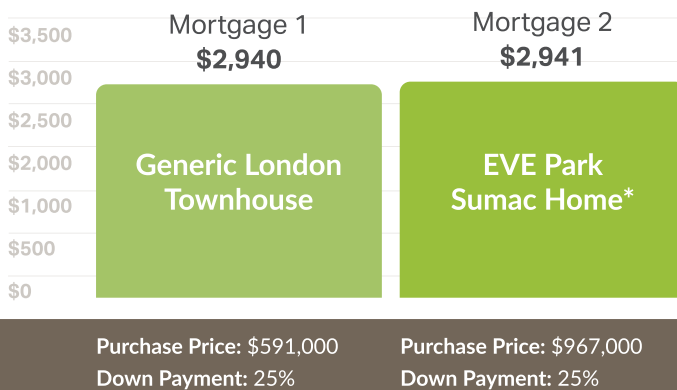 Mortgage 1
$2,940
Mortgage 2
$2,941
$3,500
$3,000
$2,500
$2,000
$1,000
$500
$0
Generic London
Townhouse
EVE Park
Sumac Home*
Purchase Price: $591,000
Down Payment: 25%
Purchase Price: $967,000
Down Payment: 25%